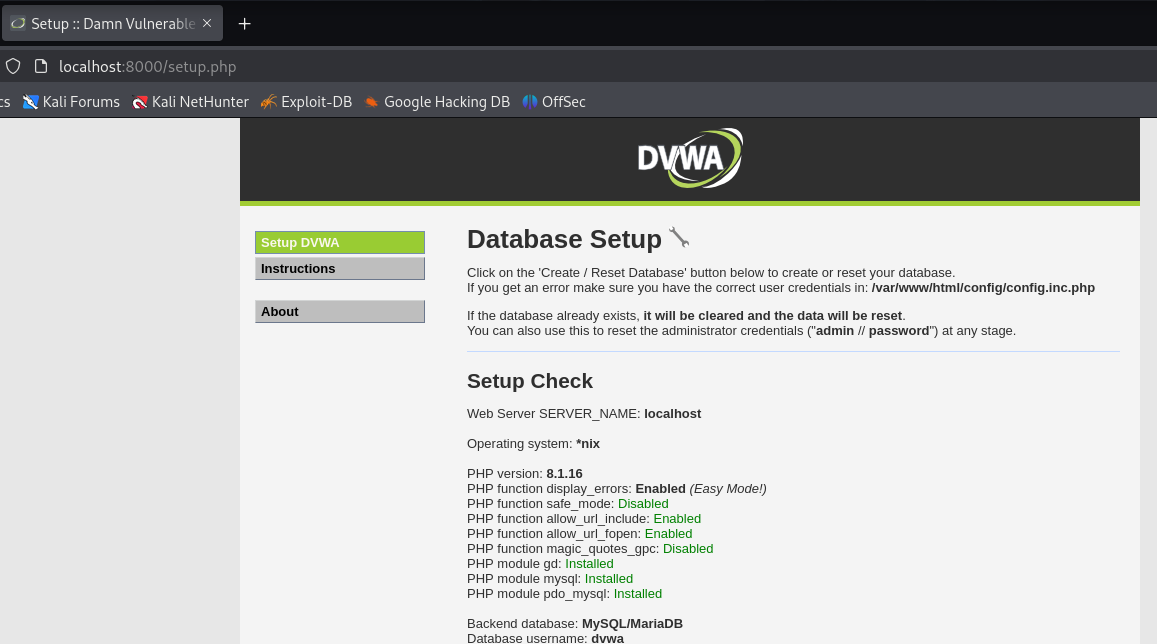 Setup :: Damn Vulnerable
localhost:8000/setup.php
cs Kali Forums Kali NetHunter Exploit-DB Google Hacking DB OffSec
DVWA
Setup DVWA
Instructions
About
Database Setup
Click on the 'Create / Reset Database' button below to create or reset your database.
If you get an error make sure you have the correct user credentials in: /var/www/html/config/config.inc.php
If the database already exists, it will be cleared and the data will be reset.
You can also use this to reset the administrator credentials ("admin // password") at any stage.
Setup Check
Web Server SERVER_NAME: localhost
Operating system: *nix
PHP version: 8.1.16
PHP function display_errors: Enabled (Easy Mode!)
PHP function safe_mode: Disabled
PHP function allow_url_include: Enabled
PHP function allow_url_fopen: Enabled
PHP function magic_quotes_gpc: Disabled
PHP module gd: Installed
PHP module mysql: Installed
PHP module pdo_mysql: Installed
Backend database: MySQL/MariaDB
Database username: dvwa